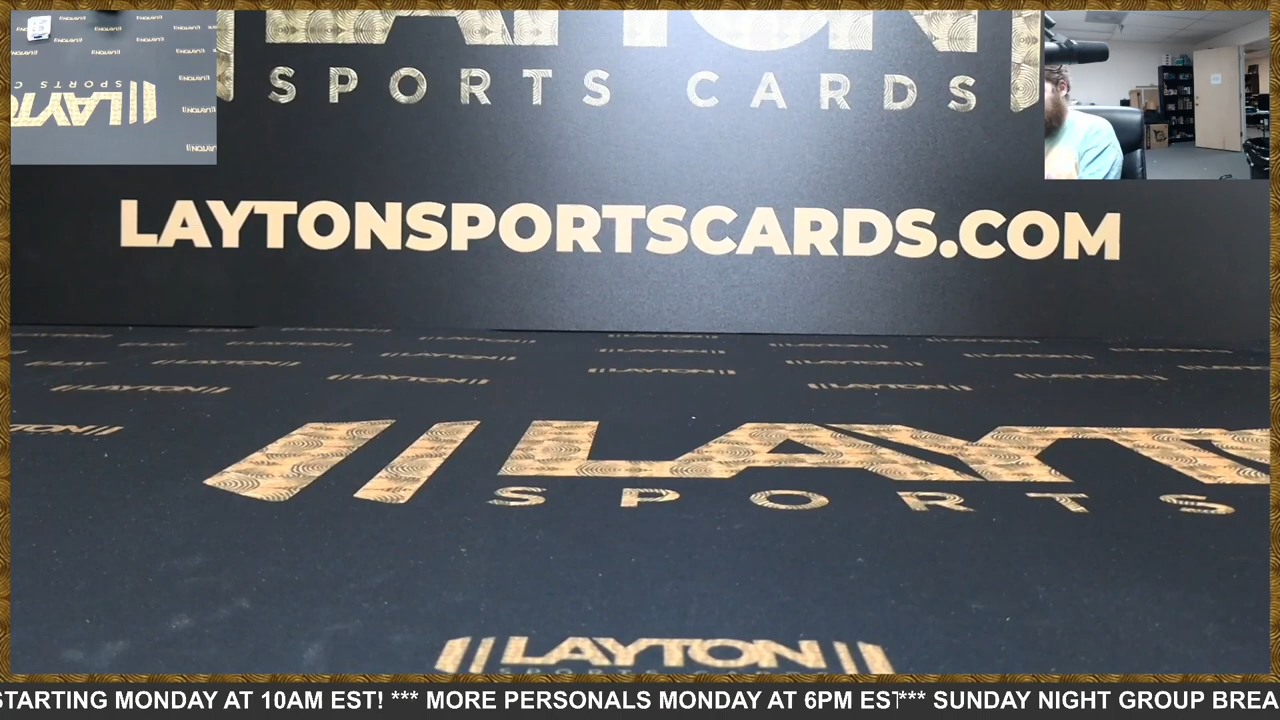 LAYTON
SPORTS CARDS
LAYTONSPORTSCARDS.COM
LAYTON
SPORTS
LAYTON
STARTING MONDAY AT 10AM EST! *** MORE PERSONALS MONDAY AT 6PM EST*** SUNDAY NIGHT GROUP BREA